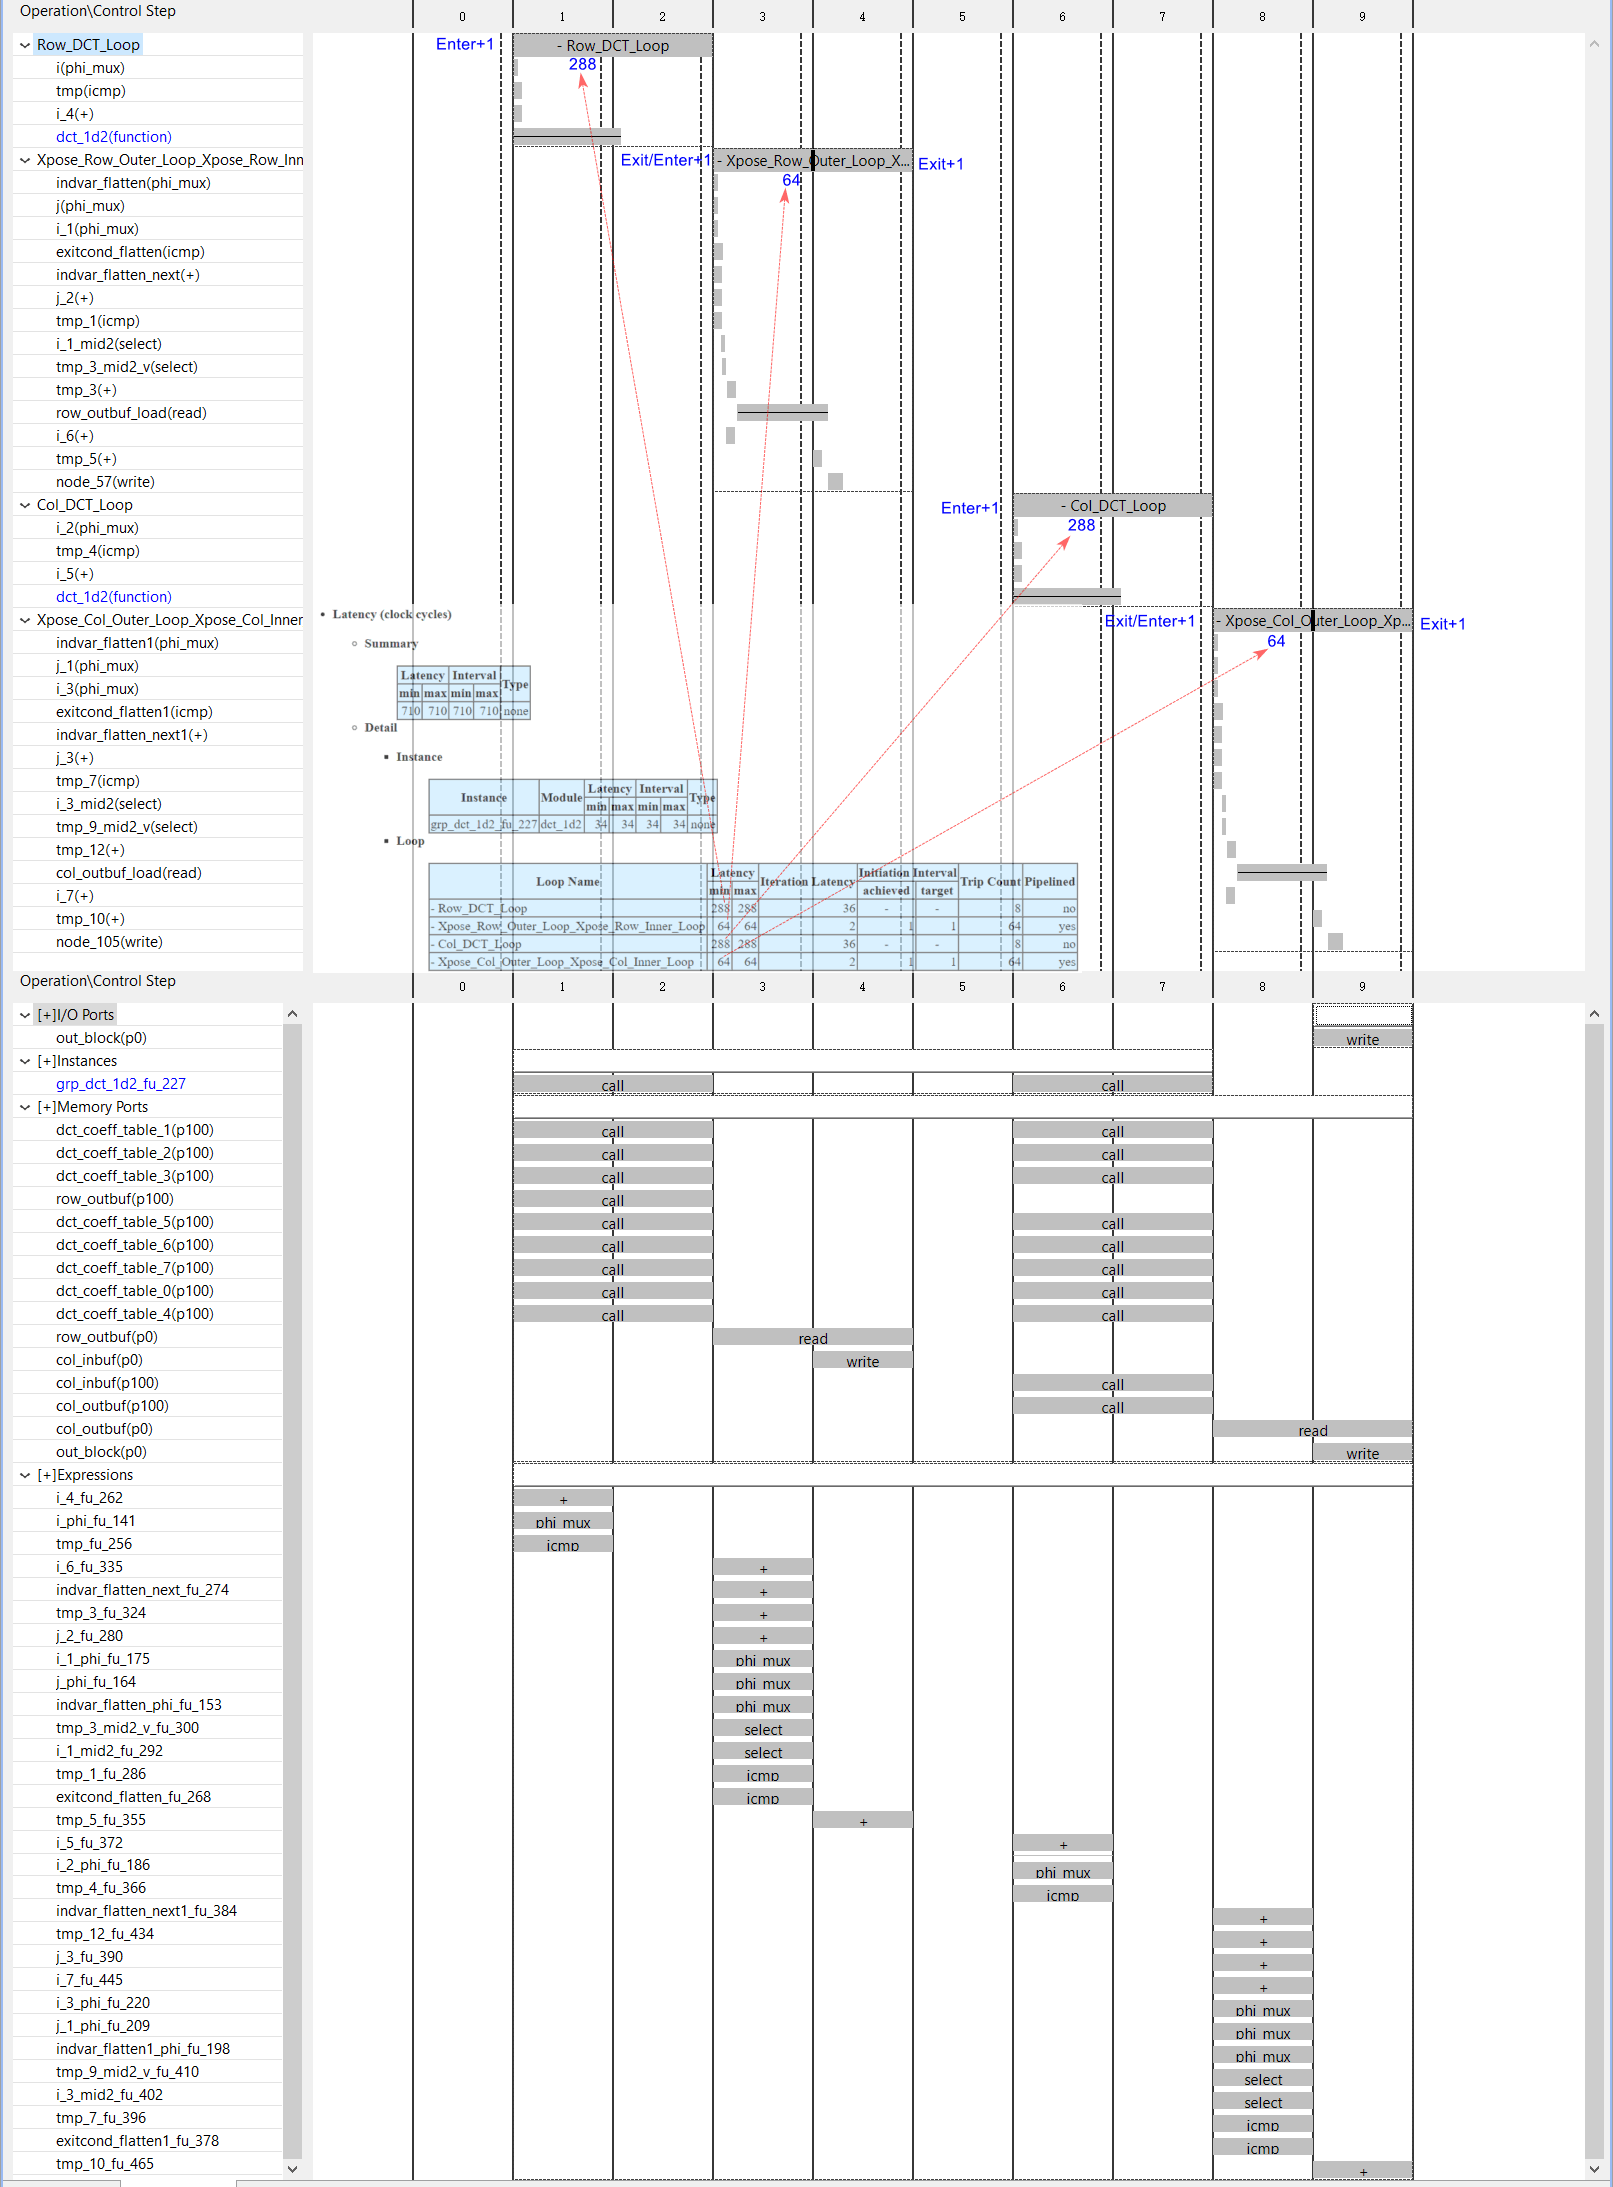 Operation\Control Step 0 1 2 3 4 5 6 7 8 9
Row_DCT_Loop Enter+1 - Row_DCT_Loop
i(phi_mux) 288
tmp(icmp)
i_4(+)
dct_1d2(function)
Xpose_Row_Outer_Loop_Xpose_Row_Inn Exit/Enter+1 - Xpose_Row_Outer_Loop_X... Exit+1
indvar_flatten(phi_mux) 64
j(phi_mux)
i_1(phi_mux)
exitcond_flatten(icmp)
indvar_flatten_next(+)
j_2(+)
tmp_1(icmp)
i_1_mid2(select)
tmp_3_mid2_v(select)
tmp_3(+)
row_outbuf_load(read)
i_6(+)
tmp_5(+)
node_57(write)
Col_DCT_Loop Enter+1 - Col_DCT_Loop
i_2(phi_mux) 288
tmp_4(icmp)
i_5(+)
dct_1d2(function)
Xpose_Col_Outer_Loop_Xpose_Col_Inner Exit/Enter+1 - Xpose_Col_Outer_Loop_Xp... Exit+1
indvar_flatten1(phi_mux) 64
j_1(phi_mux)
i_3(phi_mux)
exitcond_flatten1(icmp)
indvar_flatten_next1(+)
j_3(+)
tmp_7(icmp)
i_3_mid2(select)
tmp_9_mid2_v(select)
tmp_12(+)
col_outbuf_load(read)
i_7(+)
tmp_10(+)
node_105(write)
• Latency (clock cycles)
Summary
Latency Interval Type
min max min max
710 710 710 710 none
Detail
Instance
Instance Module Latency Interval Type
min max min max
grp_dct_1d2_fu_227 dct_1d2 34 34 34 34 none
Loop
Loop Name Latency Iteration Latency Initiation Interval Trip Count Pipelined
min max achieved target
- Row_DCT_Loop 288 288 36 - - 8 no
- Xpose_Row_Outer_Loop_Xpose_Row_Inner_Loop 64 64 2 1 1 64 yes
- Col_DCT_Loop 288 288 36 - - 8 no
- Xpose_Col_Outer_Loop_Xpose_Col_Inner_Loop 64 64 2 1 1 64 yes
Operation\Control Step 0 1 2 3 4 5 6 7 8 9
[+]I/O Ports
out_block(p0) write
[+]Instances
grp_dct_1d2_fu_227 call call
[+]Memory Ports
dct_coeff_table_1(p100) call call
dct_coeff_table_2(p100) call call
dct_coeff_table_3(p100) call call
row_outbuf(p100) call
dct_coeff_table_5(p100) call call
dct_coeff_table_6(p100) call call
dct_coeff_table_7(p100) call call
dct_coeff_table_0(p100) call call
dct_coeff_table_4(p100) call call
row_outbuf(p0) read
col_inbuf(p0) write
col_inbuf(p100) call
col_outbuf(p100) call
col_outbuf(p0) read
out_block(p0) write
[+]Expressions
i_4_fu_262 +
i_phi_fu_141 phi_mux
tmp_fu_256 icmp
i_6_fu_335 +
indvar_flatten_next_fu_274 +
tmp_3_fu_324 +
j_2_fu_280 +
i_1_phi_fu_175 phi_mux
j_phi_fu_164 phi_mux
indvar_flatten_phi_fu_153 phi_mux
tmp_3_mid2_v_fu_300 select
i_1_mid2_fu_292 select
tmp_1_fu_286 icmp
exitcond_flatten_fu_268 icmp
tmp_5_fu_355 +
i_5_fu_372 +
i_2_phi_fu_186 phi_mux
tmp_4_fu_366 icmp
indvar_flatten_next1_fu_384 +
tmp_12_fu_434 +
j_3_fu_390 +
i_7_fu_445 +
i_3_phi_fu_220 phi_mux
j_1_phi_fu_209 phi_mux
indvar_flatten1_phi_fu_198 phi_mux
tmp_9_mid2_v_fu_410 select
i_3_mid2_fu_402 select
tmp_7_fu_396 icmp
exitcond_flatten1_fu_378 icmp
tmp_10_fu_465 +